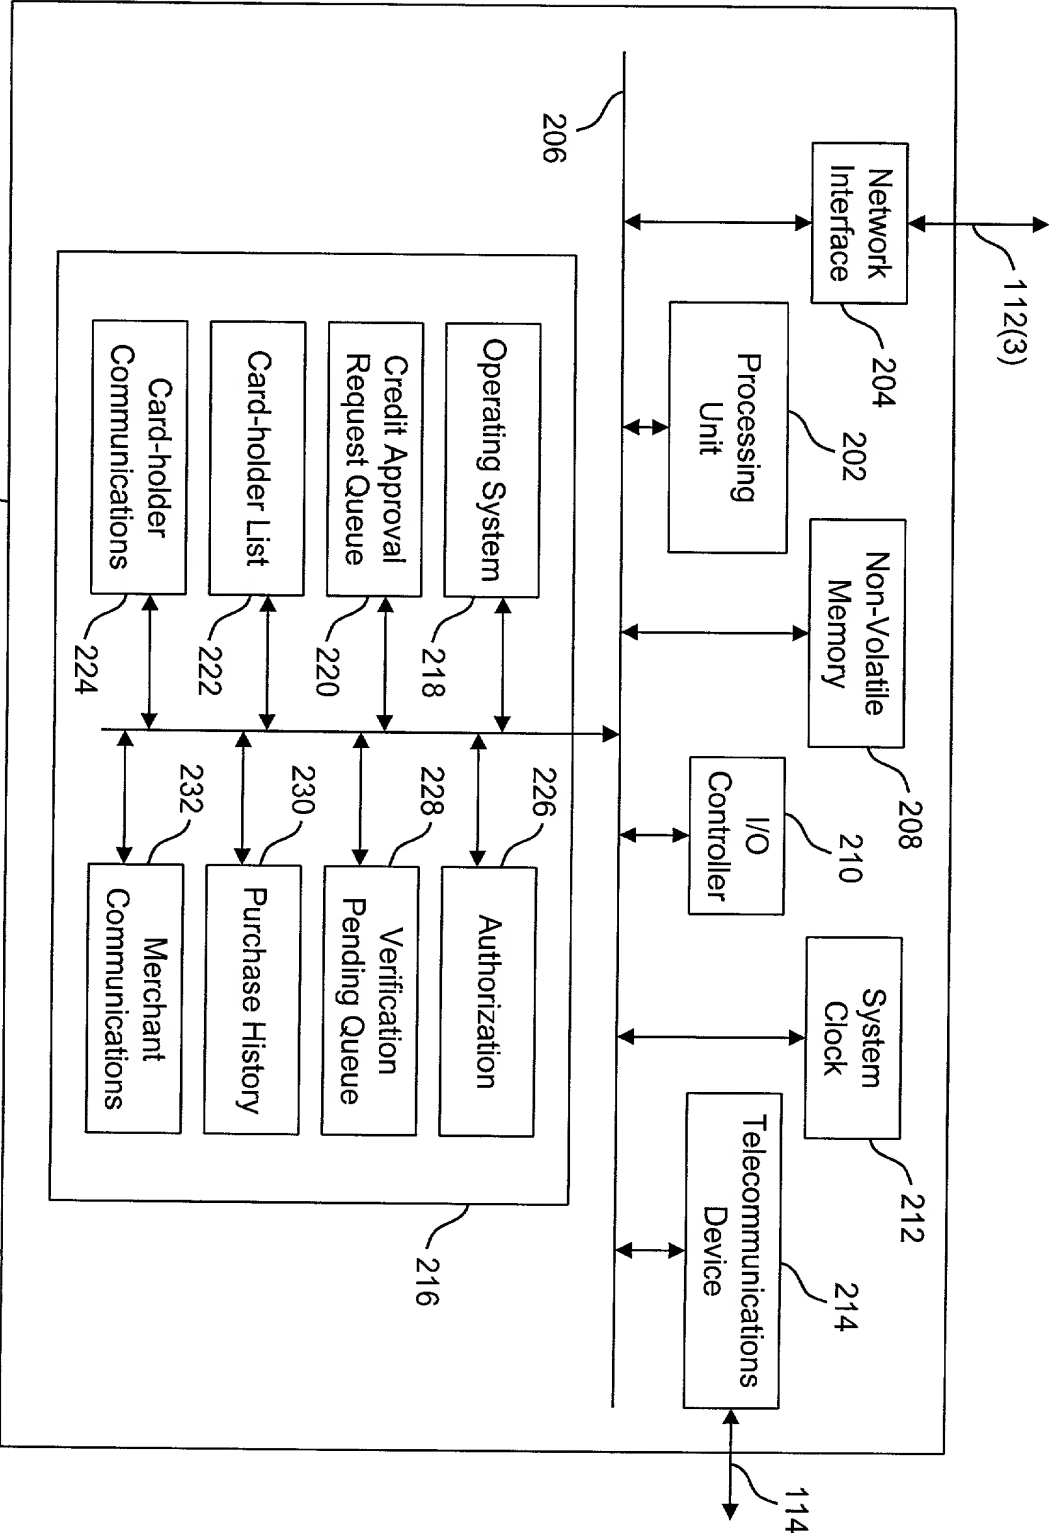 112(3)
Network
Interface
204
Processing
Unit
202
Non-Volatile
Memory
208
I/O
Controller
210
System
Clock
212
Telecommunications
Device
214
114
206
Operating System
218
Credit Approval
Request Queue
220
Card-holder List
222
Card-holder
Communications
224
226
Authorization
228
Verification
Pending Queue
230
Purchase History
232
Merchant
Communications
216